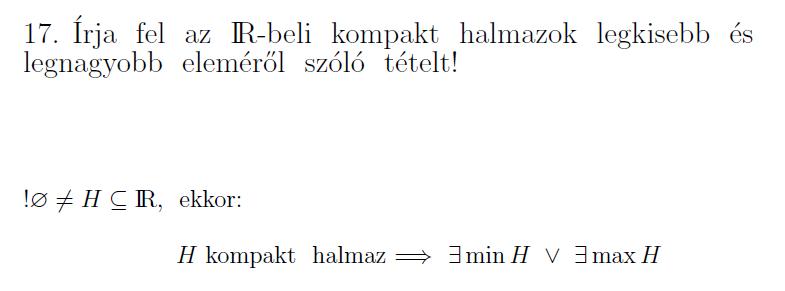 17. Írja fel az ℝ-beli kompakt halmazok legkisebb és
legnagyobb eleméről szóló tételt!
!∅ ≠ H ⊆ ℝ, ekkor:
H kompakt halmaz ⟹ ∃ min H ∨ ∃ max H